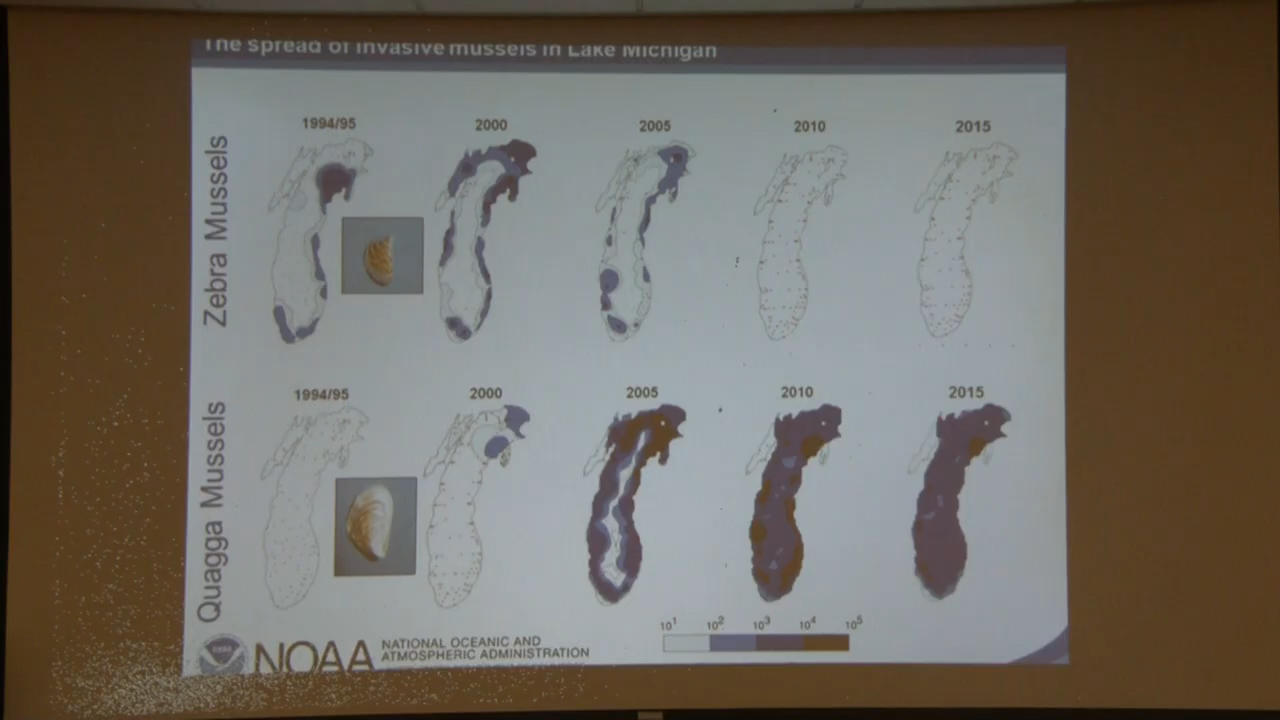 The spread of invasive mussels in Lake Michigan
Zebra Mussels
1994/95
2000
2005
2010
2015
Quagga Mussels
1994/95
2000
2005
2010
2015
10¹
10²
10³
10⁴
10⁵
NOAA
NATIONAL OCEANIC AND
ATMOSPHERIC ADMINISTRATION